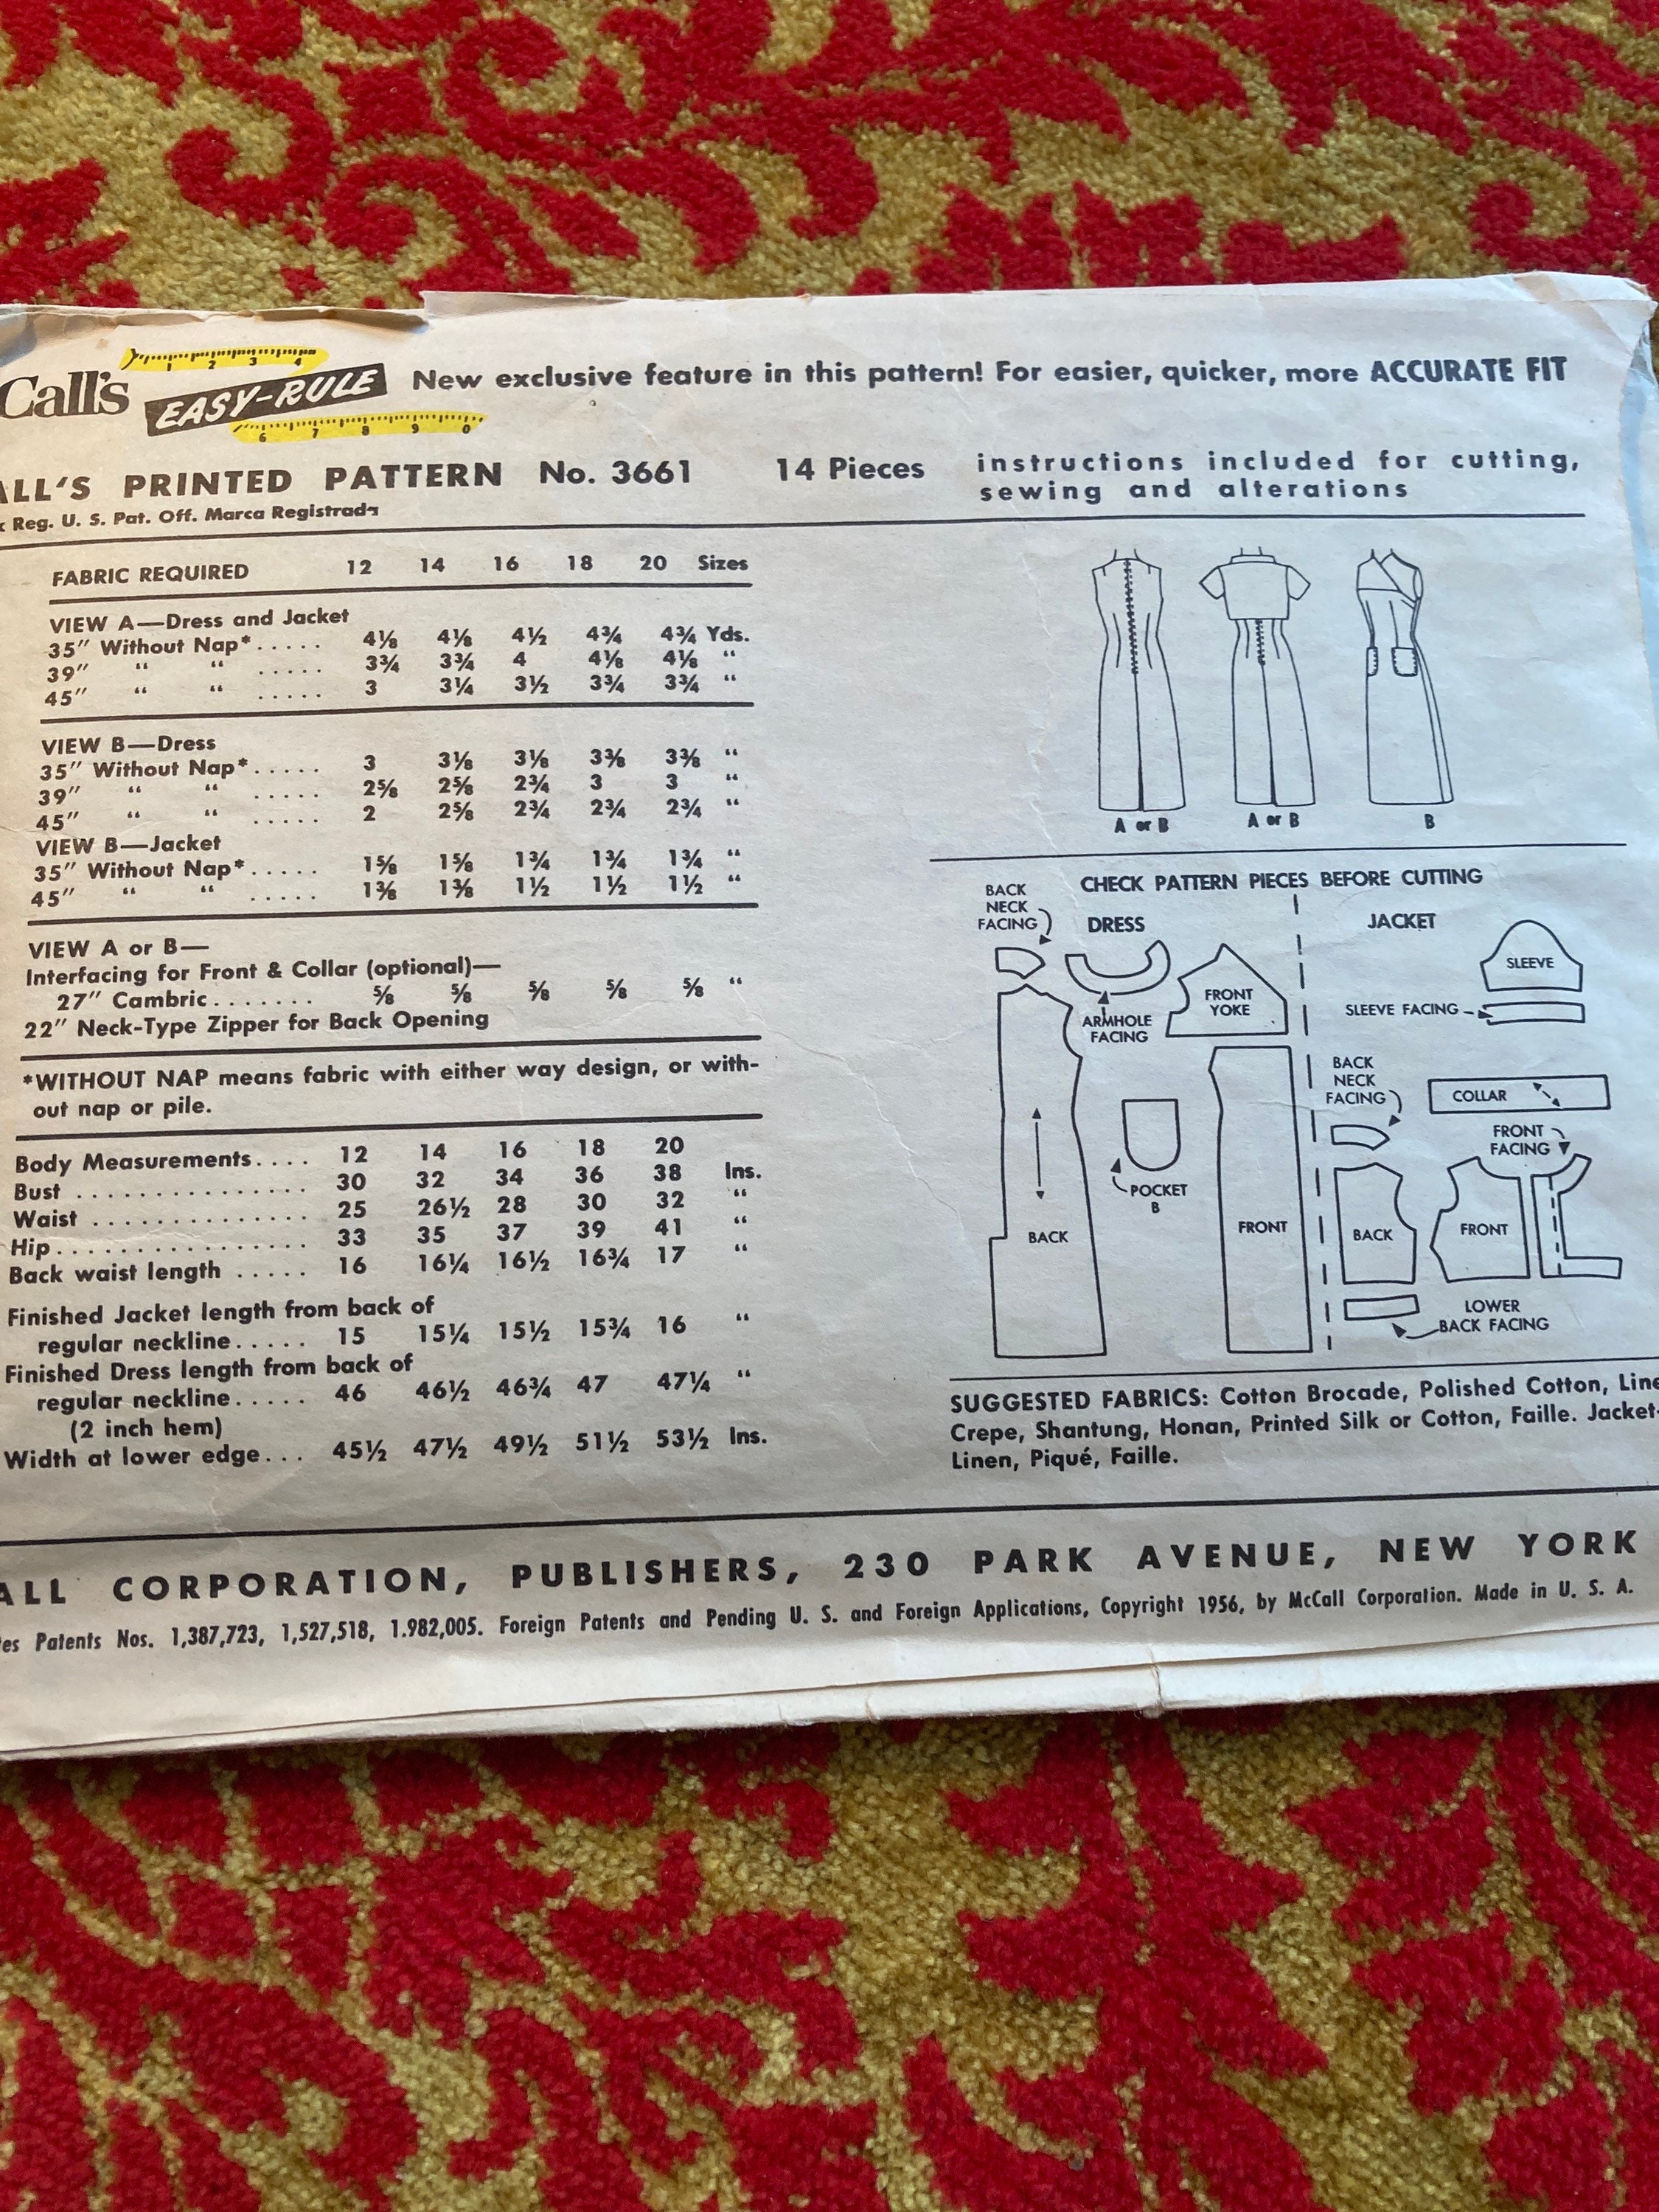 Call's EASY-RULE New exclusive feature in this pattern! For easier, quicker, more ACCURATE FIT
1 2 3 4
6 7 8 9 0
ALL'S PRINTED PATTERN No. 3661 14 Pieces instructions included for cutting,
sewing and alterations
Reg. U. S. Pat. Off. Marca Registrada
FABRIC REQUIRED 12 14 16 18 20 Sizes
VIEW A—Dress and Jacket
35" Without Nap*..... 4⅛ 4⅛ 4½ 4¾ 4¾ Yds.
39" “ “ ..... 3¾ 3¾ 4 4⅛ 4⅛ “
45" “ “ ..... 3 3¼ 3½ 3¾ 3¾ “
VIEW B—Dress
35" Without Nap*..... 3 3⅛ 3⅛ 3⅜ 3⅜ “
39" “ “ ..... 2⅝ 2⅝ 2¾ 3 3 “
45" “ “ ..... 2 2⅝ 2¾ 2¾ 2¾ “
VIEW B—Jacket
35" Without Nap*..... 1⅝ 1⅝ 1¾ 1¾ 1¾ “
45" “ “ ..... 1⅜ 1⅜ 1½ 1½ 1½ “
VIEW A or B—
Interfacing for Front & Collar (optional)—
27" Cambric....... ⅝ ⅝ ⅝ ⅝ ⅝ “
22" Neck-Type Zipper for Back Opening
*WITHOUT NAP means fabric with either way design, or with-
out nap or pile.
Body Measurements.... 12 14 16 18 20
Bust ............... 30 32 34 36 38 Ins.
Waist .............. 25 26½ 28 30 32 “
Hip................ 33 35 37 39 41 “
Back waist length ..... 16 16¼ 16½ 16¾ 17 “
Finished Jacket length from back of
regular neckline..... 15 15¼ 15½ 15¾ 16 “
Finished Dress length from back of
regular neckline..... 46 46½ 46¾ 47 47¼ “
(2 inch hem)
Width at lower edge... 45½ 47½ 49½ 51½ 53½ Ins.
A or B A or B B
CHECK PATTERN PIECES BEFORE CUTTING
DRESS
BACK
NECK
FACING
ARMHOLE
FACING
FRONT
YOKE
BACK
POCKET
B
FRONT
JACKET
SLEEVE
SLEEVE FACING
BACK
NECK
FACING
COLLAR
FRONT
FACING
BACK
FRONT
LOWER
BACK FACING
SUGGESTED FABRICS: Cotton Brocade, Polished Cotton, Line
Crepe, Shantung, Honan, Printed Silk or Cotton, Faille. Jacket-
Linen, Piqué, Faille.
ALL CORPORATION, PUBLISHERS, 230 PARK AVENUE, NEW YORK
es Patents Nos. 1,387,723, 1,527,518, 1.982,005. Foreign Patents and Pending U. S. and Foreign Applications, Copyright 1956, by McCall Corporation. Made in U. S. A.